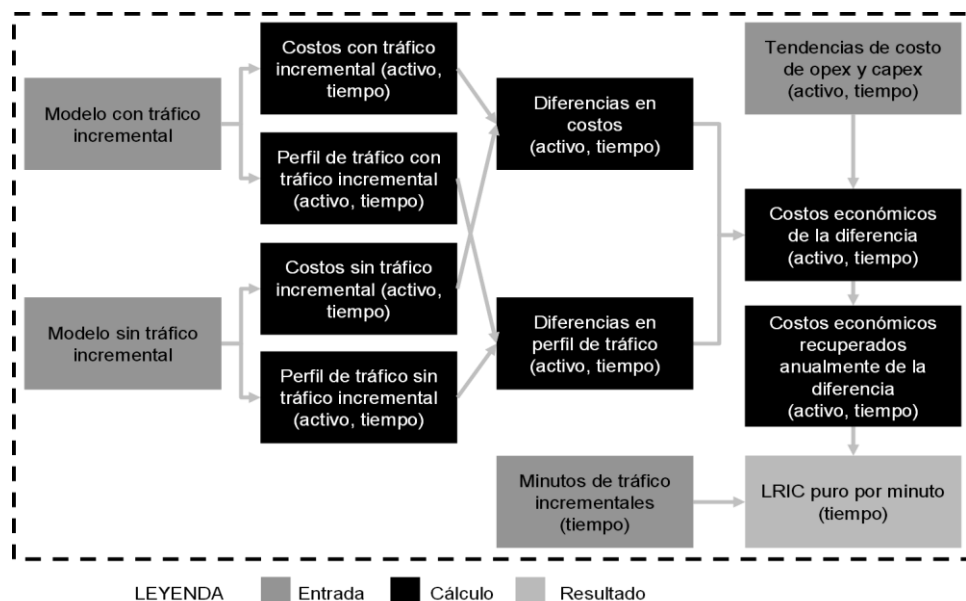 Modelo con tráfico
incremental
Modelo sin tráfico
incremental
Costos con tráfico
incremental (activo,
tiempo)
Perfil de tráfico con
tráfico incremental
(activo, tiempo)
Costos sin tráfico
incremental (activo,
tiempo)
Perfil de tráfico sin
tráfico incremental
(activo, tiempo)
Diferencias en
costos
(activo, tiempo)
Diferencias en
perfil de tráfico
(activo, tiempo)
Minutos de tráfico
incrementales
(tiempo)
Tendencias de costo
de opex y capex
(activo, tiempo)
Costos económicos
de la diferencia
(activo, tiempo)
Costos económicos
recuperados
anualmente de la
diferencia
(activo, tiempo)
LRIC puro por minuto
(tiempo)
LEYENDA Entrada Cálculo Resultado